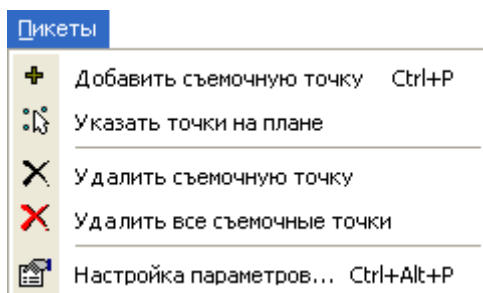 Пикеты
Добавить съемочную точку Ctrl+P
Указать точки на плане
Удалить съемочную точку
Удалить все съемочные точки
Настройка параметров... Ctrl+Alt+P